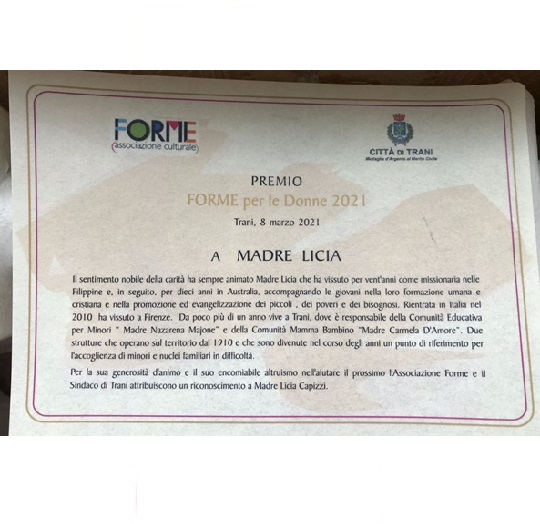 FORME
associazione culturale
CITTÀ DI TRANI
Medaglia d'Argento al Merito Civile
PREMIO
FORME per le Donne 2021
Trani, 8 marzo 2021
A MADRE LICIA
Il sentimento nobile della carità ha sempre animato Madre Licia che ha vissuto per vent'anni come missionaria nelle
Filippine e, in seguito, per dieci anni in Australia, accompagnando le giovani nella loro formazione umana e
cristiana e nella promozione ed evangelizzazione dei piccoli, dei poveri e dei bisognosi. Rientrata in Italia nel
2010 ha vissuto a Firenze. Da poco più di un anno vive a Trani, dove è responsabile della Comunità Educativa
per Minori " Madre Nazarena Majone" e della Comunità Mamma Bambino "Madre Carmela D'Amore". Due
strutture che operano sul territorio dal 1910 e che sono divenute nel corso degli anni un punto di riferimento per
l'accoglienza di minori e nuclei familiari in difficoltà.
Per la sua generosità d'animo e il suo encomiabile altruismo nell'aiutare il prossimo l'Associazione Forme e il
Sindaco di Trani attribuiscono un riconoscimento a Madre Licia Capizzi.